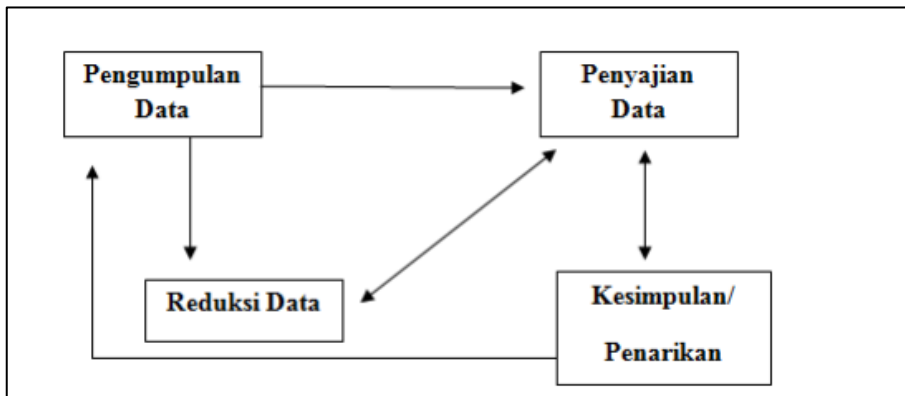 Pengumpulan
Data
Penyajian
Data
Reduksi Data
Kesimpulan/
Penarikan